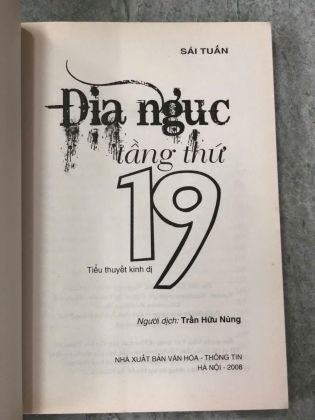 SÁI TUẤN
Địa ngục
tầng thứ
19
Tiểu thuyết kinh dị
Người dịch: Trần Hữu Nùng
NHÀ XUẤT BẢN VĂN HÓA - THÔNG TIN
HÀ NỘI - 2008